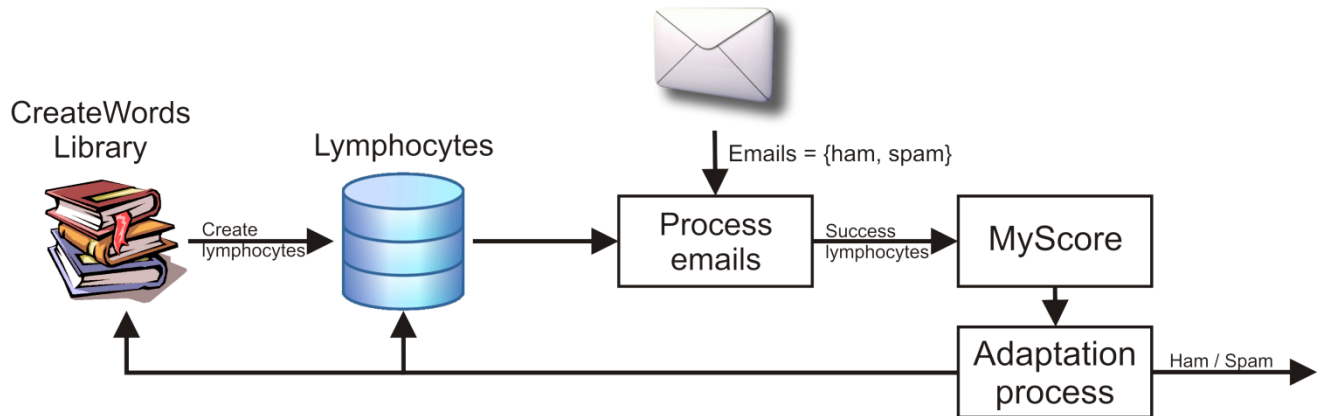 CreateWords
Library
Lymphocytes
Emails = {ham, spam}
Create
lymphocytes
Process
emails
Success
lymphocytes
MyScore
Adaptation
process
Ham / Spam